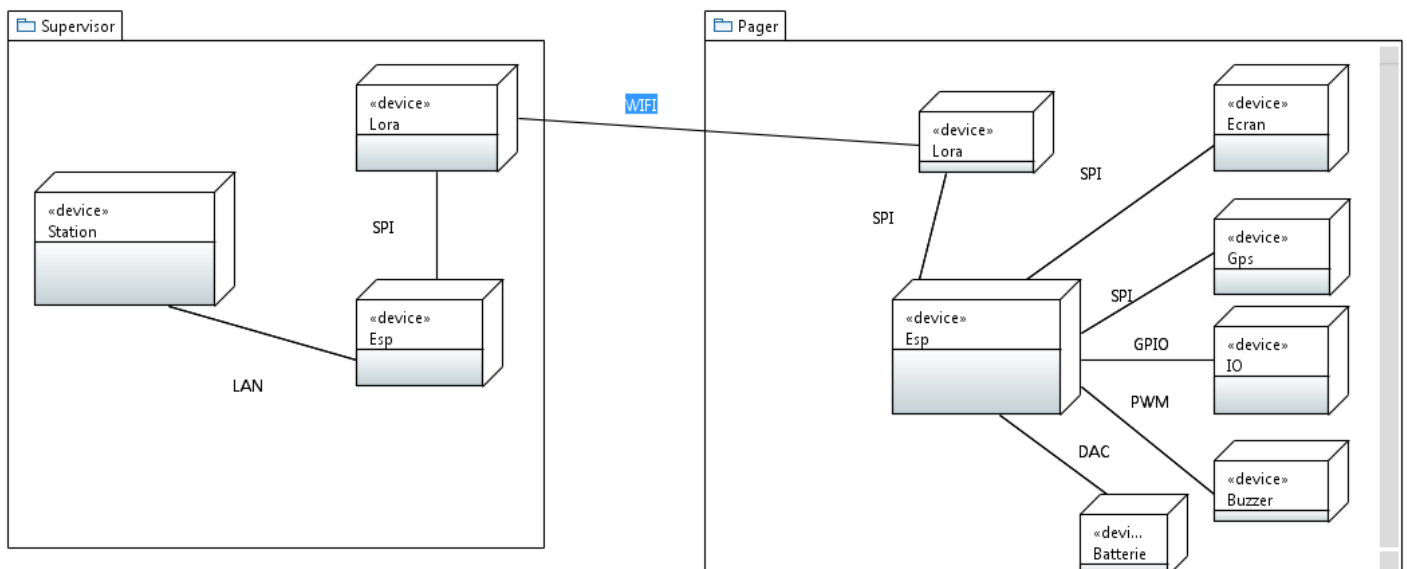 Supervisor
«device»
Lora
WIFI
«device»
Station
SPI
«device»
Esp
LAN
Pager
«device»
Lora
«device»
Ecran
SPI
SPI
«device»
Gps
SPI
«device»
Esp
GPIO
«device»
IO
PWM
DAC
«device»
Buzzer
«devi...
Batterie